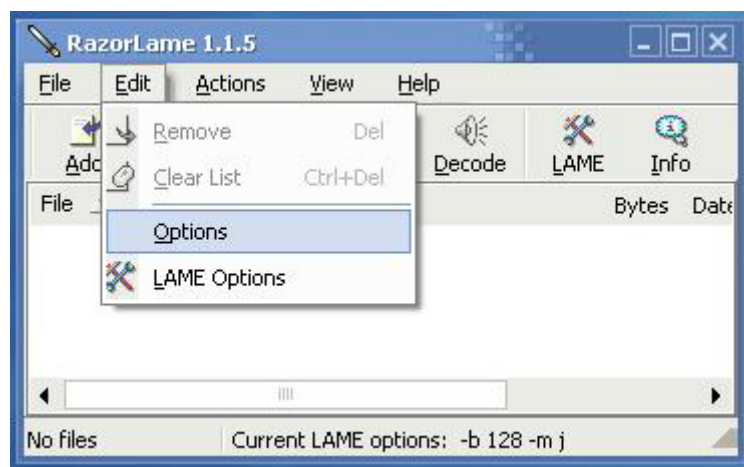 RazorLame 1.1.5
File Edit Actions View Help
Remove Del
Clear List Ctrl+Del
Options
LAME Options
Decode LAME Info
File Bytes
No files Current LAME options: -b 128 -m j